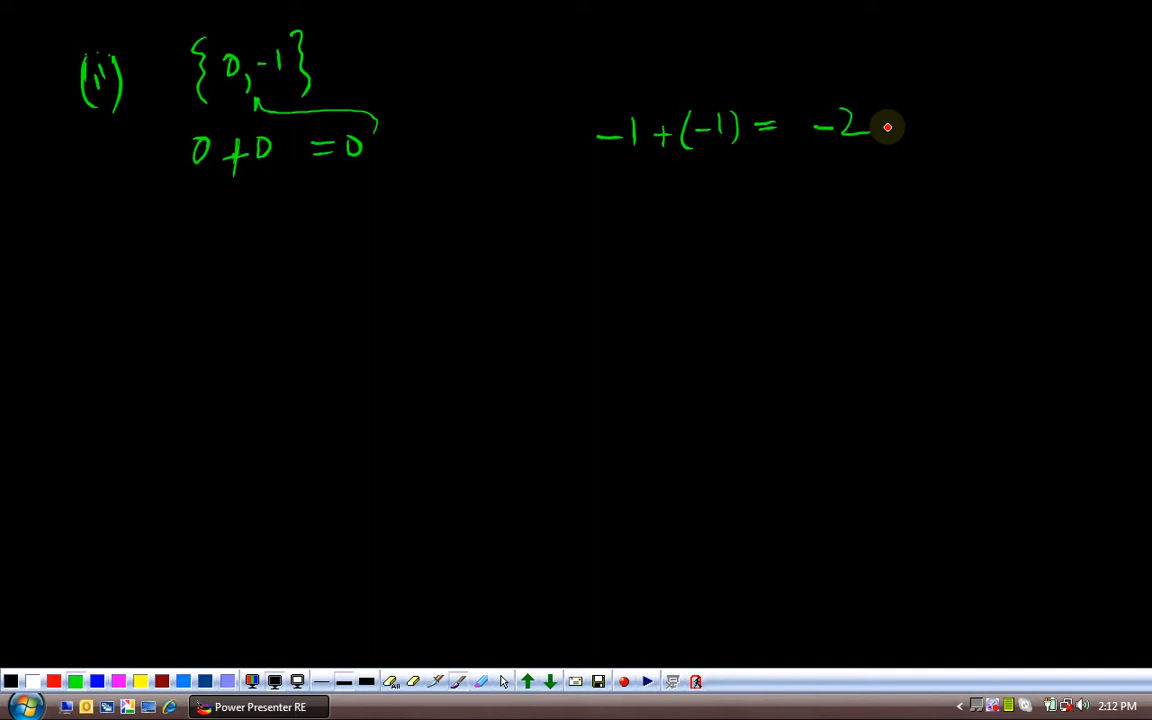 (ii) {0, -1}
0 + 0 = 0
-1 + (-1) = -2
Power Presenter RE
2:12 PM